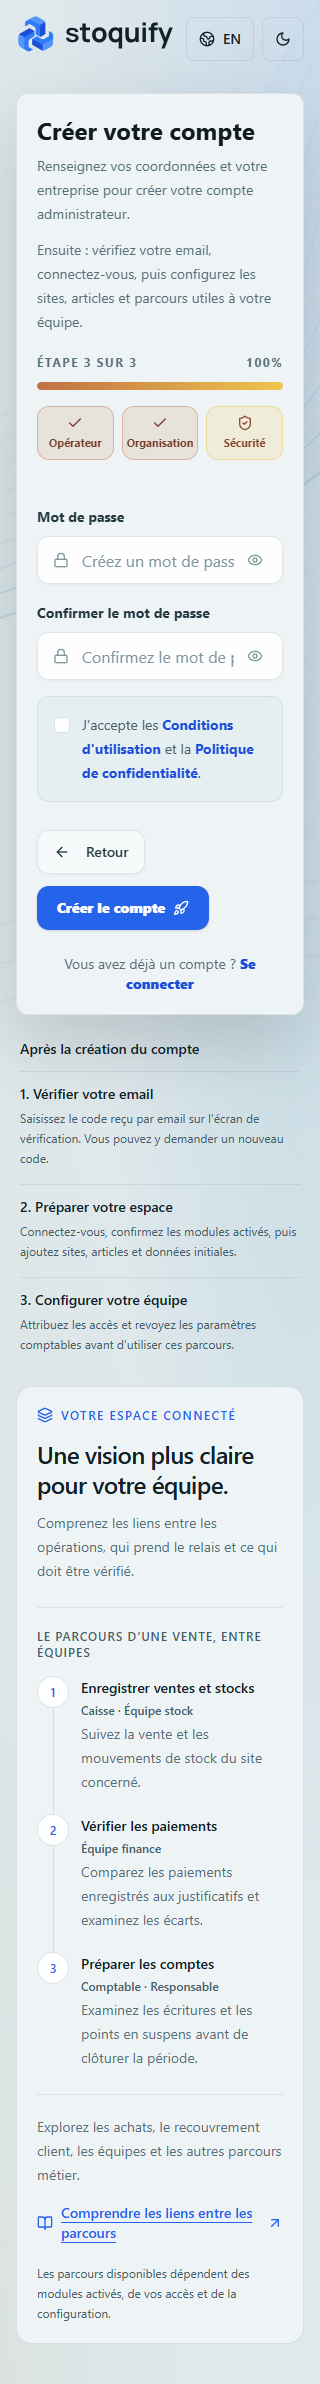 stoquify
EN
Créer votre compte
Renseignez vos coordonnées et votre
entreprise pour créer votre compte
administrateur.
Ensuite : vérifiez votre email,
connectez-vous, puis configurez les
sites, articles et parcours utiles à votre
équipe.
ÉTAPE 3 SUR 3
100%
Opérateur
Organisation
Sécurité
Mot de passe
Créez un mot de pass
Confirmer le mot de passe
Confirmez le mot de p
J'accepte les Conditions
d'utilisation et la Politique
de confidentialité.
Retour
Créer le compte
Vous avez déjà un compte ? Se
connecter
Après la création du compte
1. Vérifier votre email
Saisissez le code reçu par email sur l'écran de
vérification. Vous pouvez y demander un nouveau
code.
2. Préparer votre espace
Connectez-vous, confirmez les modules activés, puis
ajoutez sites, articles et données initiales.
3. Configurer votre équipe
Attribuez les accès et revoyez les paramètres
comptables avant d'utiliser ces parcours.
VOTRE ESPACE CONNECTÉ
Une vision plus claire
pour votre équipe.
Comprenez les liens entre les
opérations, qui prend le relais et ce qui
doit être vérifié.
LE PARCOURS D'UNE VENTE, ENTRE
ÉQUIPES
1
Enregistrer ventes et stocks
Caisse · Équipe stock
Suivez la vente et les
mouvements de stock du site
concerné.
2
Vérifier les paiements
Équipe finance
Comparez les paiements
enregistrés aux justificatifs et
examinez les écarts.
3
Préparer les comptes
Comptable · Responsable
Examinez les écritures et les
points en suspens avant de
clôturer la période.
Explorez les achats, le recouvrement
client, les équipes et les autres parcours
métier.
Comprendre les liens entre les
parcours
Les parcours disponibles dépendent des
modules activés, de vos accès et de la
configuration.